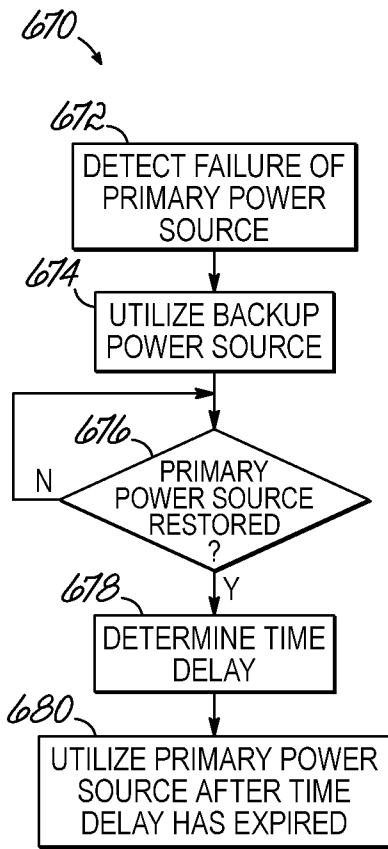 670
672
DETECT FAILURE OF
PRIMARY POWER
SOURCE
674
UTILIZE BACKUP
POWER SOURCE
676
PRIMARY
POWER SOURCE
RESTORED
?
N
Y
678
DETERMINE TIME
DELAY
680
UTILIZE PRIMARY POWER
SOURCE AFTER TIME
DELAY HAS EXPIRED